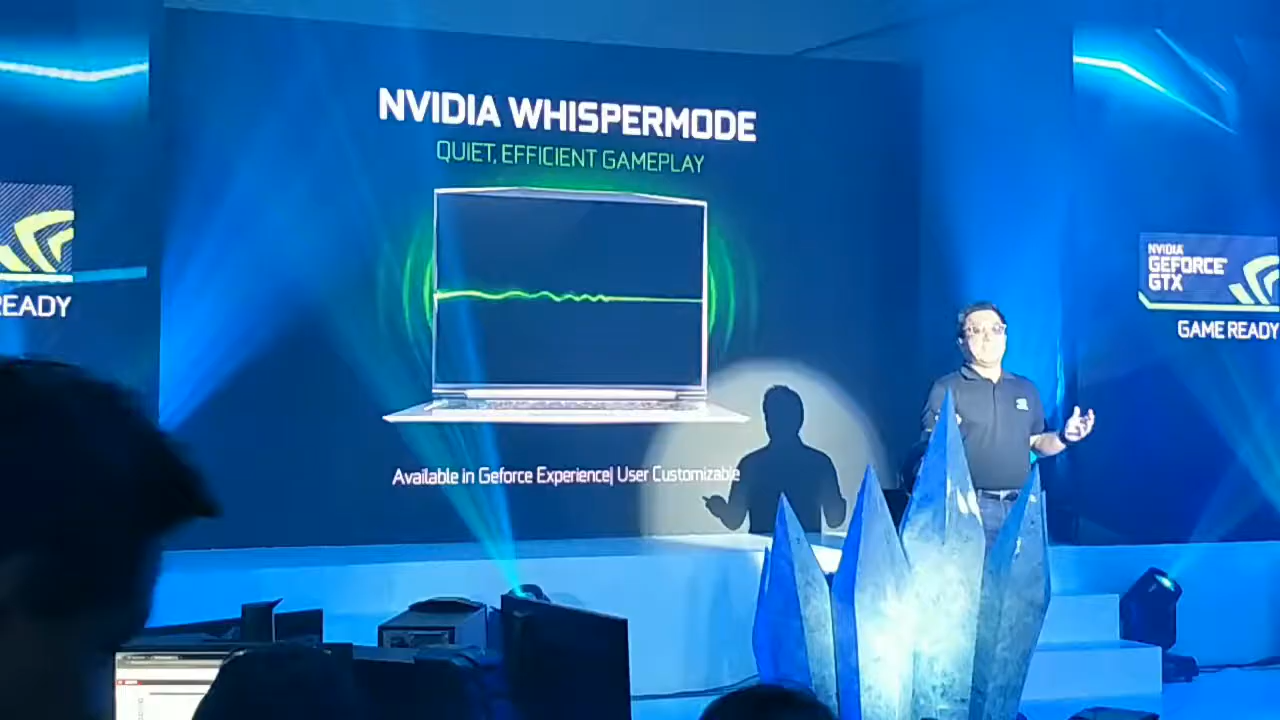 NVIDIA WHISPERMODE
QUIET, EFFICIENT GAMEPLAY
Available in Geforce Experience| User Customizable
READY
NVIDIA
GEFORCE
GTX
GAME READY